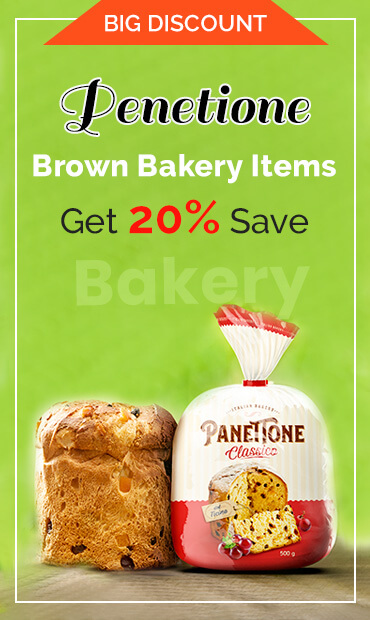 BIG DISCOUNT
Penetione
Brown Bakery Items
Get 20% Save
Bakery
ITALIAN BAKERY
PANETTONE
Classico
500 g